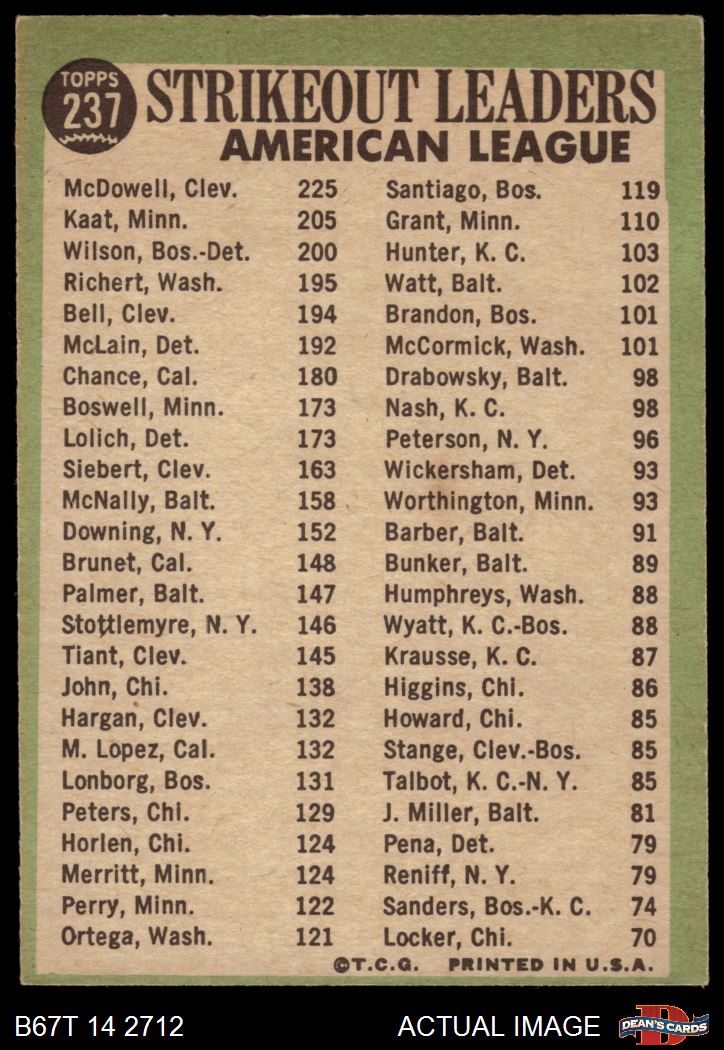 TOPPS
237
STRIKEOUT LEADERS
AMERICAN LEAGUE
McDowell, Clev. 225
Kaat, Minn. 205
Wilson, Bos.-Det. 200
Richert, Wash. 195
Bell, Clev. 194
McLain, Det. 192
Chance, Cal. 180
Boswell, Minn. 173
Lolich, Det. 173
Siebert, Clev. 163
McNally, Balt. 158
Downing, N. Y. 152
Brunet, Cal. 148
Palmer, Balt. 147
Stottlemyre, N. Y. 146
Tiant, Clev. 145
John, Chi. 138
Hargan, Clev. 132
M. Lopez, Cal. 132
Lonborg, Bos. 131
Peters, Chi. 129
Horlen, Chi. 124
Merritt, Minn. 124
Perry, Minn. 122
Ortega, Wash. 121
Santiago, Bos. 119
Grant, Minn. 110
Hunter, K. C. 103
Watt, Balt. 102
Brandon, Bos. 101
McCormick, Wash. 101
Drabowsky, Balt. 98
Nash, K. C. 98
Peterson, N. Y. 96
Wickersham, Det. 93
Worthington, Minn. 93
Barber, Balt. 91
Bunker, Balt. 89
Humphreys, Wash. 88
Wyatt, K. C.-Bos. 88
Krausse, K. C. 87
Higgins, Chi. 86
Howard, Chi. 85
Stange, Clev.-Bos. 85
Talbot, K. C.-N. Y. 85
J. Miller, Balt. 81
Pena, Det. 79
Reniff, N. Y. 79
Sanders, Bos.-K. C. 74
Locker, Chi. 70
©T.C.G. PRINTED IN U.S.A.
B67T 14 2712
ACTUAL IMAGE
D
DEAN'S CARDS